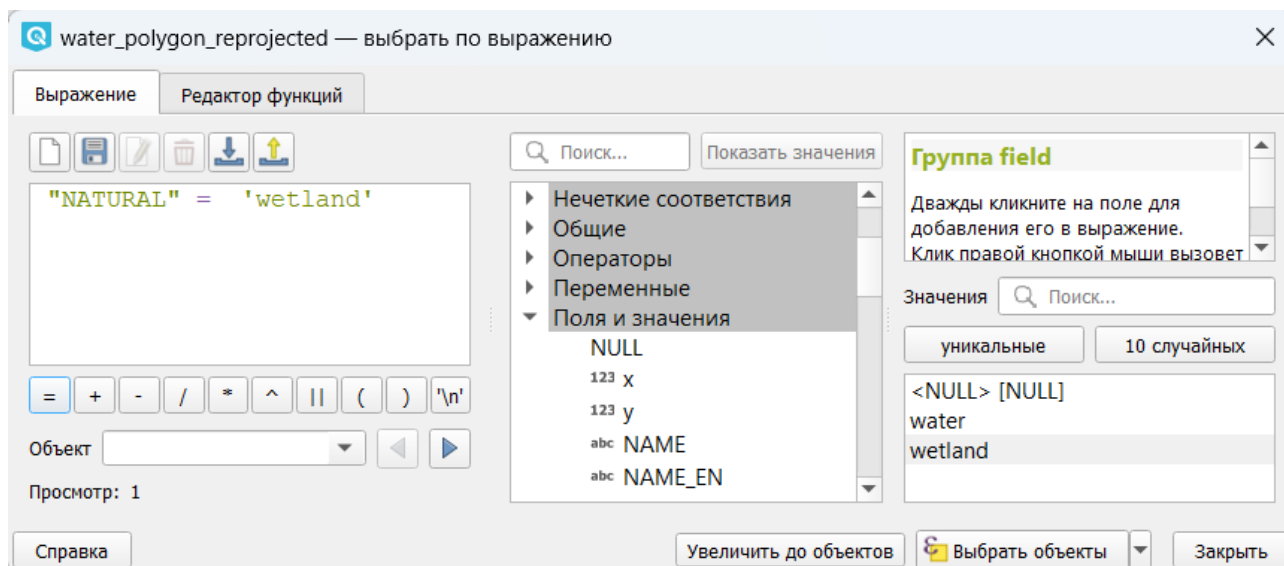 water_polygon_reprojected — выбрать по выражению
Выражение
Редактор функций
"NATURAL" = 'wetland'
= + - / * ^ || ( ) '\n'
Объект
Просмотр: 1
Поиск...
Показать значения
Нечеткие соответствия
Общие
Операторы
Переменные
Поля и значения
NULL
123 x
123 y
abc NAME
abc NAME_EN
Группа field
Дважды кликните на поле для
добавления его в выражение.
Клик правой кнопкой мыши вызовет
Значения
Поиск...
уникальные
10 случайных
<NULL> [NULL]
water
wetland
Справка
Увеличить до объектов
ε Выбрать объекты
Закрыть